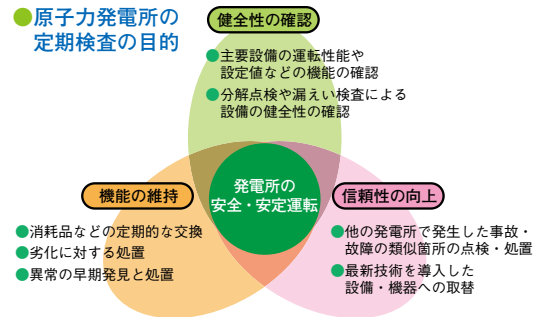 ●原子力発電所の
定期検査の目的
健全性の確認
●主要設備の運転性能や
設定値などの機能の確認
●分解点検や漏えい検査による
設備の健全性の確認
機能の維持
●消耗品などの定期的な交換
●劣化に対する処置
●異常の早期発見と処置
発電所の
安全・安定運転
信頼性の向上
●他の発電所で発生した事故・
故障の類似箇所の点検・処置
●最新技術を導入した
設備・機器への取替